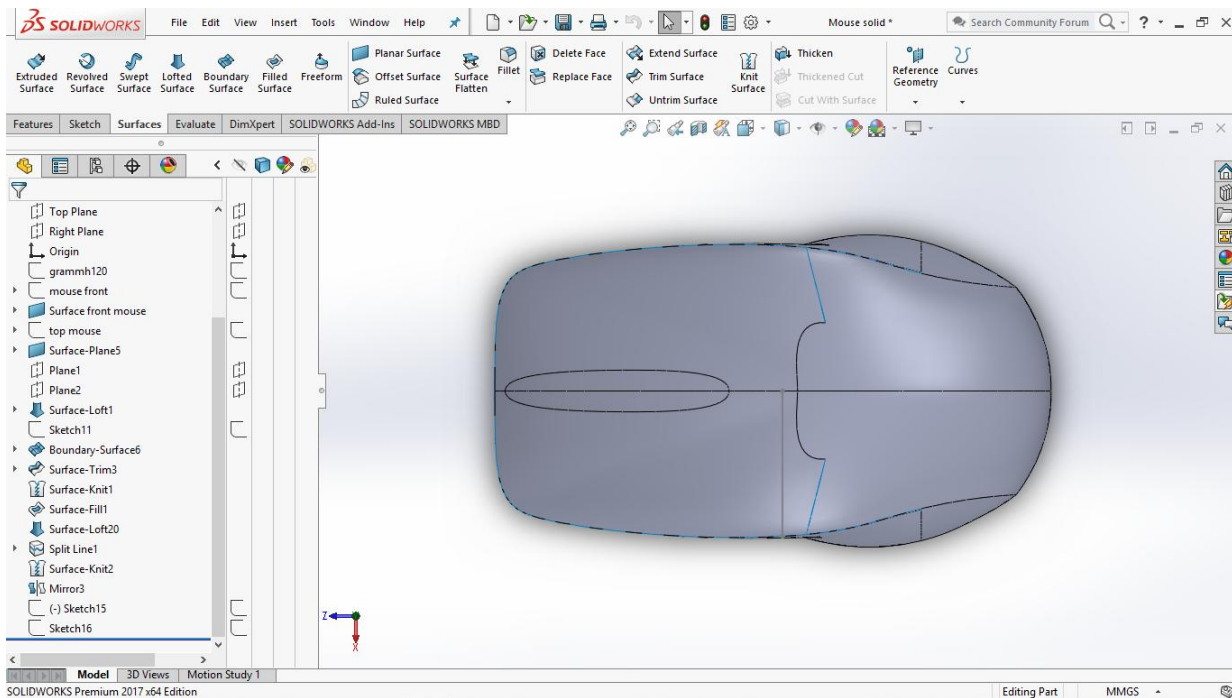 SOLIDWORKS File Edit View Insert Tools Window Help Mouse solid * Search Community Forum ?
Extruded Surface
Revolved Surface
Swept Surface
Lofted Surface
Boundary Surface
Filled Surface
Freeform
Planar Surface
Offset Surface
Ruled Surface
Surface Flatten
Fillet
Delete Face
Replace Face
Extend Surface
Trim Surface
Untrim Surface
Knit Surface
Thicken
Thickened Cut
Cut With Surface
Reference Geometry
Curves
Features Sketch Surfaces Evaluate DimXpert SOLIDWORKS Add-Ins SOLIDWORKS MBD
Top Plane
Right Plane
Origin
grammh120
mouse front
Surface front mouse
top mouse
Surface-Plane5
Plane1
Plane2
Surface-Loft1
Sketch11
Boundary-Surface6
Surface-Trim3
Surface-Knit1
Surface-Fill1
Surface-Loft20
Split Line1
Surface-Knit2
Mirror3
(-) Sketch15
Sketch16
Z
X
Model 3D Views Motion Study 1
SOLIDWORKS Premium 2017 x64 Edition Editing Part MMGS